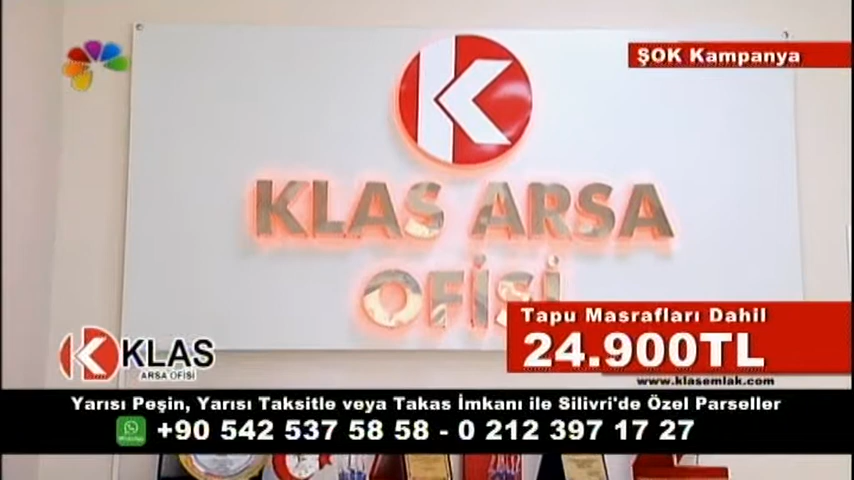 ŞOK Kampanya
K
KLAS ARSA
OFİSİ
Tapu Masrafları Dahil
24.900TL
www.klasemlak.com
K KLAS
ARSA OFİSİ
Yarısı Peşin, Yarısı Taksitle veya Takas İmkanı ile Silivri'de Özel Parseller
+90 542 537 58 58 - 0 212 397 17 27